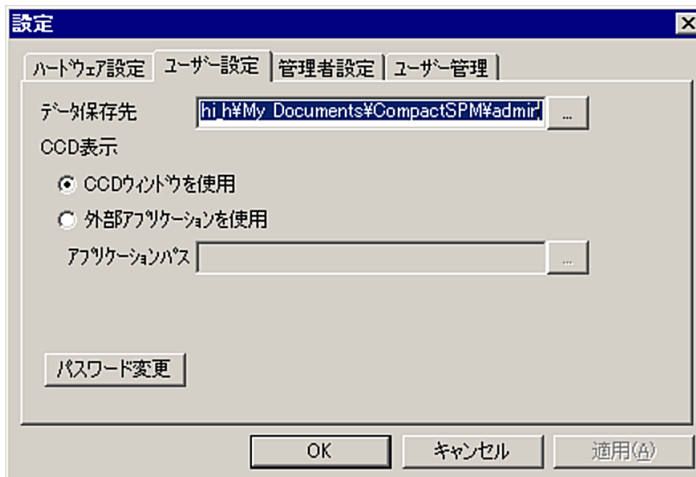 設定
ハードウェア設定 ユーザー設定 管理者設定 ユーザー管理
データ保存先 hi_h¥My Documents¥CompactSPM¥admin ...
CCD表示
CCDウィンドウを使用
外部アプリケーションを使用
アプリケーションパス ...
パスワード変更
OK キャンセル 適用(A)